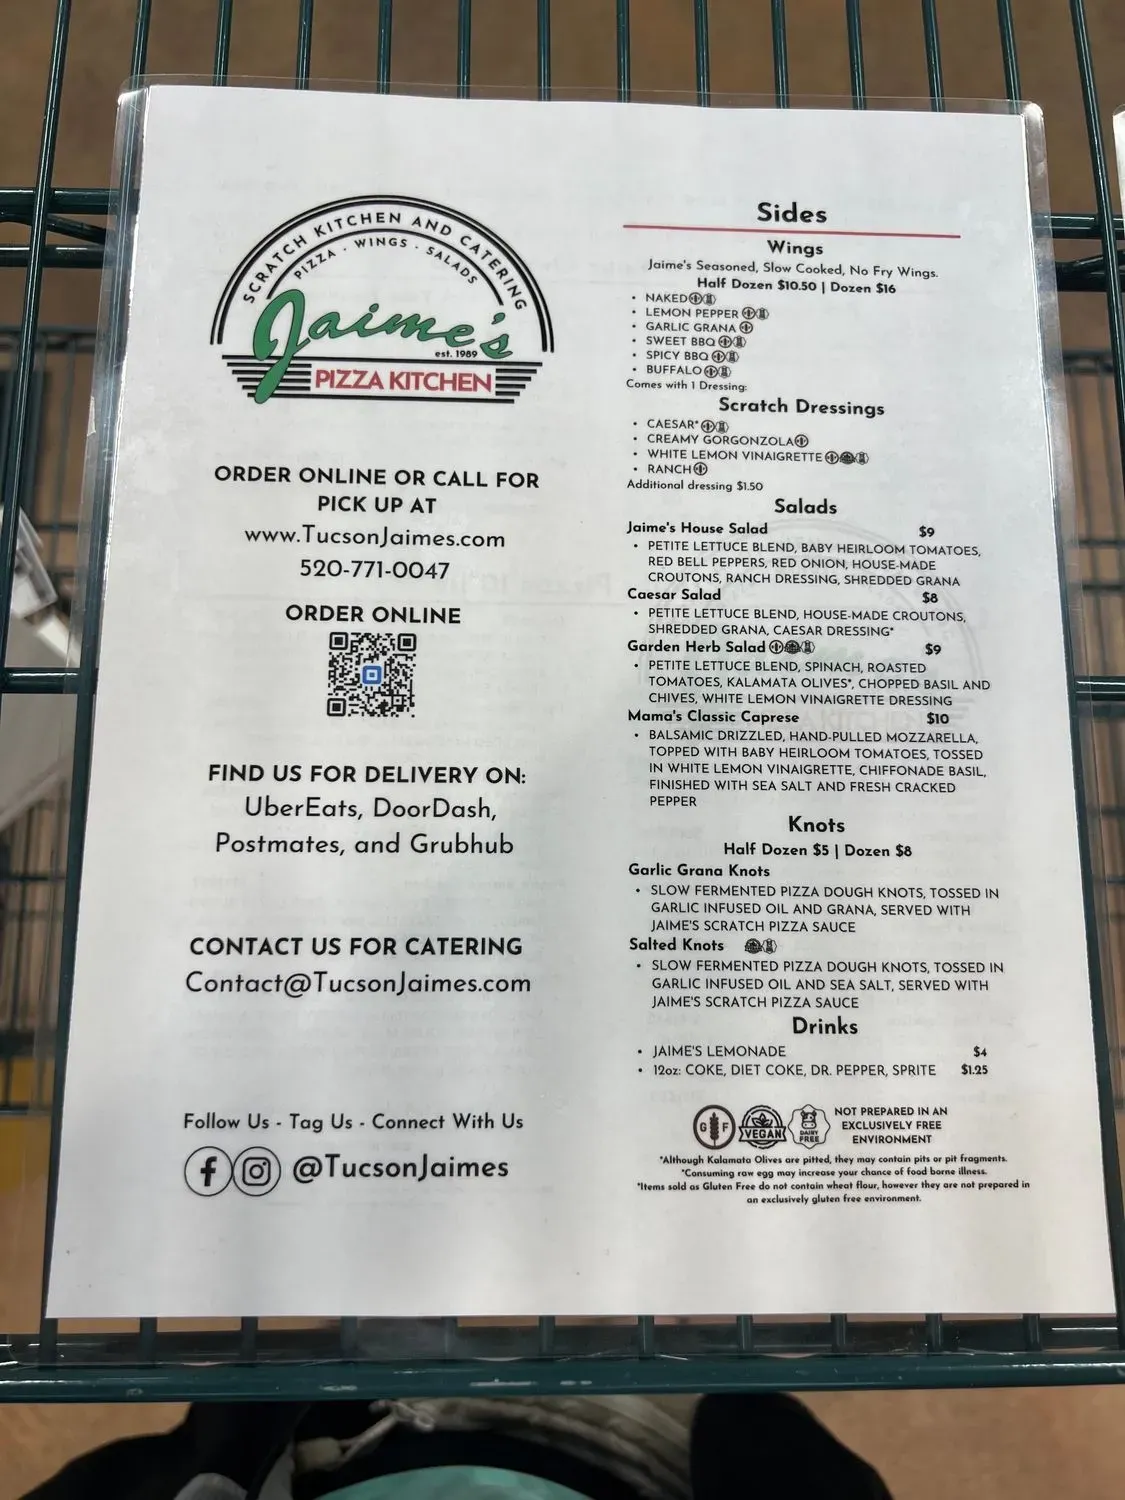 SCRATCH KITCHEN AND CATERING
PIZZA · WINGS · SALADS
Jaime's
est. 1989
PIZZA KITCHEN
ORDER ONLINE OR CALL FOR
PICK UP AT
www.TucsonJaimes.com
520-771-0047
ORDER ONLINE
FIND US FOR DELIVERY ON:
UberEats, DoorDash,
Postmates, and Grubhub
CONTACT US FOR CATERING
Contact@TucsonJaimes.com
Follow Us - Tag Us - Connect With Us
@TucsonJaimes
Sides
Wings
Jaime's Seasoned, Slow Cooked, No Fry Wings.
Half Dozen $10.50 | Dozen $16
• NAKED
• LEMON PEPPER
• GARLIC GRANA
• SWEET BBQ
• SPICY BBQ
• BUFFALO
Comes with 1 Dressing:
Scratch Dressings
• CAESAR*
• CREAMY GORGONZOLA
• WHITE LEMON VINAIGRETTE
• RANCH
Additional dressing $1.50
Salads
Jaime's House Salad $9
• PETITE LETTUCE BLEND, BABY HEIRLOOM TOMATOES,
RED BELL PEPPERS, RED ONION, HOUSE-MADE
CROUTONS, RANCH DRESSING, SHREDDED GRANA
Caesar Salad $8
• PETITE LETTUCE BLEND, HOUSE-MADE CROUTONS,
SHREDDED GRANA, CAESAR DRESSING*
Garden Herb Salad $9
• PETITE LETTUCE BLEND, SPINACH, ROASTED
TOMATOES, KALAMATA OLIVES*, CHOPPED BASIL AND
CHIVES, WHITE LEMON VINAIGRETTE DRESSING
Mama's Classic Caprese $10
• BALSAMIC DRIZZLED, HAND-PULLED MOZZARELLA,
TOPPED WITH BABY HEIRLOOM TOMATOES, TOSSED
IN WHITE LEMON VINAIGRETTE, CHIFFONADE BASIL,
FINISHED WITH SEA SALT AND FRESH CRACKED
PEPPER
Knots
Half Dozen $5 | Dozen $8
Garlic Grana Knots
• SLOW FERMENTED PIZZA DOUGH KNOTS, TOSSED IN
GARLIC INFUSED OIL AND GRANA, SERVED WITH
JAIME'S SCRATCH PIZZA SAUCE
Salted Knots
• SLOW FERMENTED PIZZA DOUGH KNOTS, TOSSED IN
GARLIC INFUSED OIL AND SEA SALT, SERVED WITH
JAIME'S SCRATCH PIZZA SAUCE
Drinks
• JAIME'S LEMONADE $4
• 12oz: COKE, DIET COKE, DR. PEPPER, SPRITE $1.25
G F
VEGAN
DAIRY FREE
NOT PREPARED IN AN
EXCLUSIVELY FREE
ENVIRONMENT
*Although Kalamata Olives are pitted, they may contain pits or pit fragments.
*Consuming raw egg may increase your chance of food borne illness.
*Items sold as Gluten Free do not contain wheat flour, however they are not prepared in
an exclusively gluten free environment.